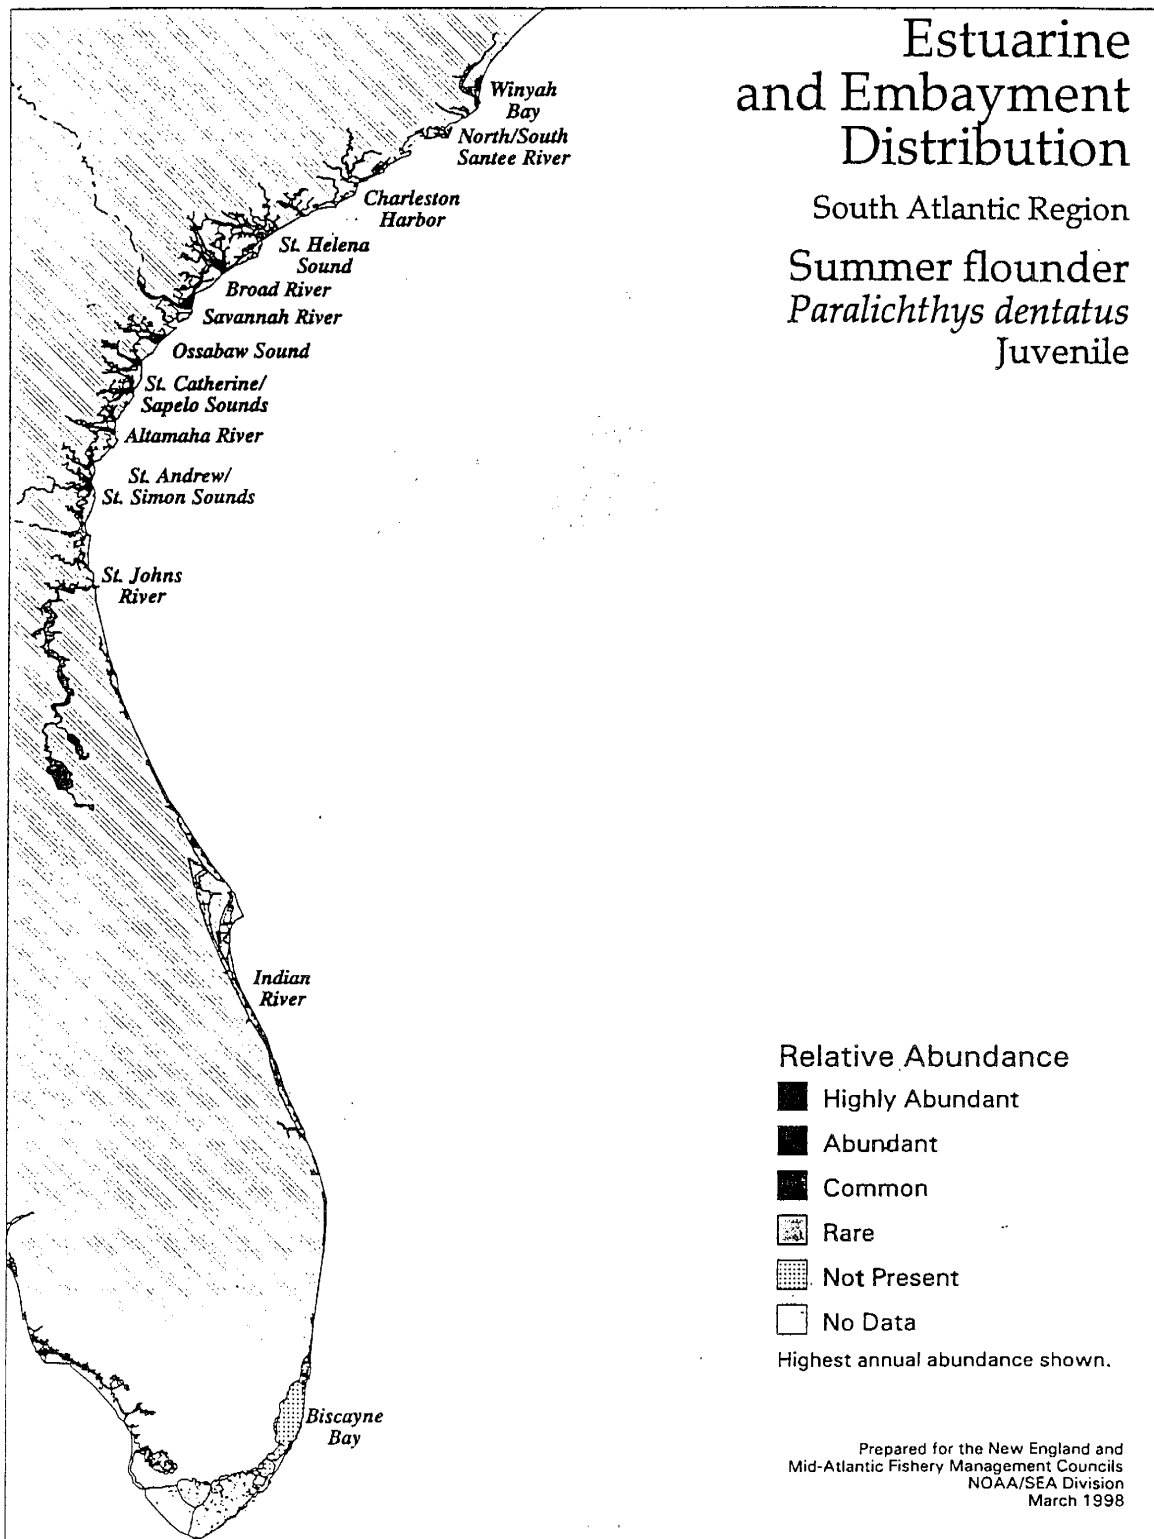 Estuarine
and Embayment
Distribution
South Atlantic Region
Summer flounder
Paralichthys dentatus
Juvenile
Winyah
Bay
North/South
Santee River
Charleston
Harbor
St. Helena
Sound
Broad River
Savannah River
Ossabaw Sound
St. Catherine/
Sapelo Sounds
Altamaha River
St. Andrew/
St. Simon Sounds
St. Johns
River
Indian
River
Biscayne
Bay
Relative Abundance
Highly Abundant
Abundant
Common
Rare
Not Present
No Data
Highest annual abundance shown.
Prepared for the New England and
Mid-Atlantic Fishery Management Councils
NOAA/SEA Division
March 1998